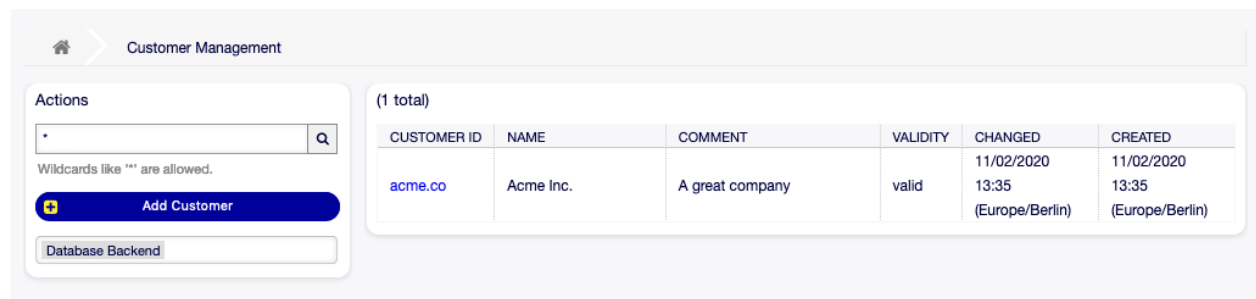 Customer Management
Actions
*
Wildcards like '*' are allowed.
Add Customer
Database Backend
(1 total)
CUSTOMER ID NAME COMMENT VALIDITY CHANGED CREATED
acme.co Acme Inc. A great company valid 11/02/2020 13:35 (Europe/Berlin) 11/02/2020 13:35 (Europe/Berlin)